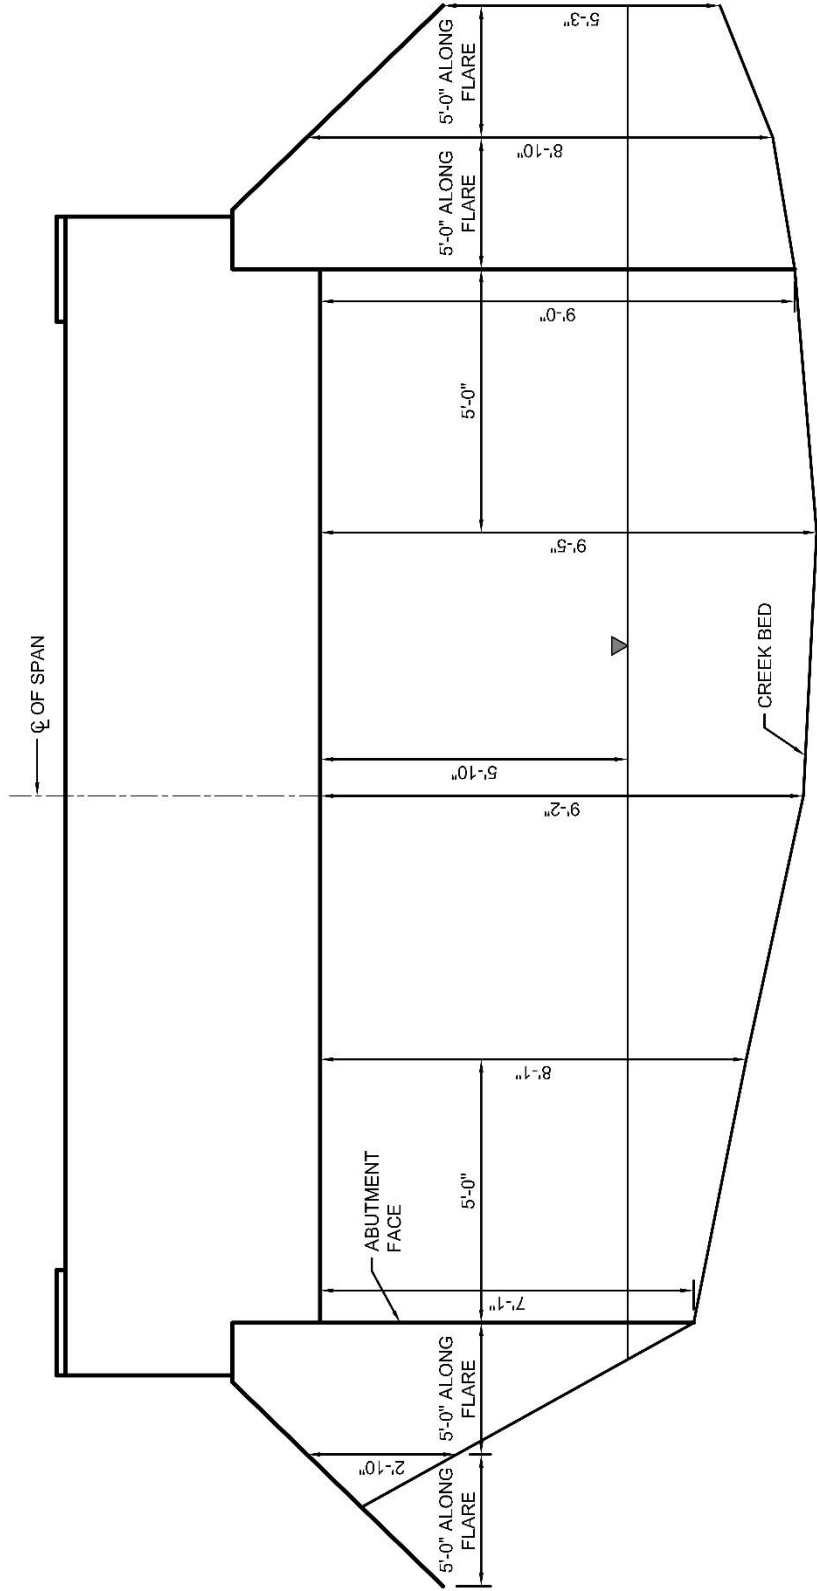 ℄ OF SPAN
5'-0" ALONG
FLARE
5'-3"
5'-0" ALONG
FLARE
8'-10"
9'-0"
5'-0"
9'-5"
CREEK BED
5'-10"
9'-2"
8'-1"
5'-0"
ABUTMENT
FACE
7'-1"
5'-0" ALONG
FLARE
2'-10"
5'-0" ALONG
FLARE